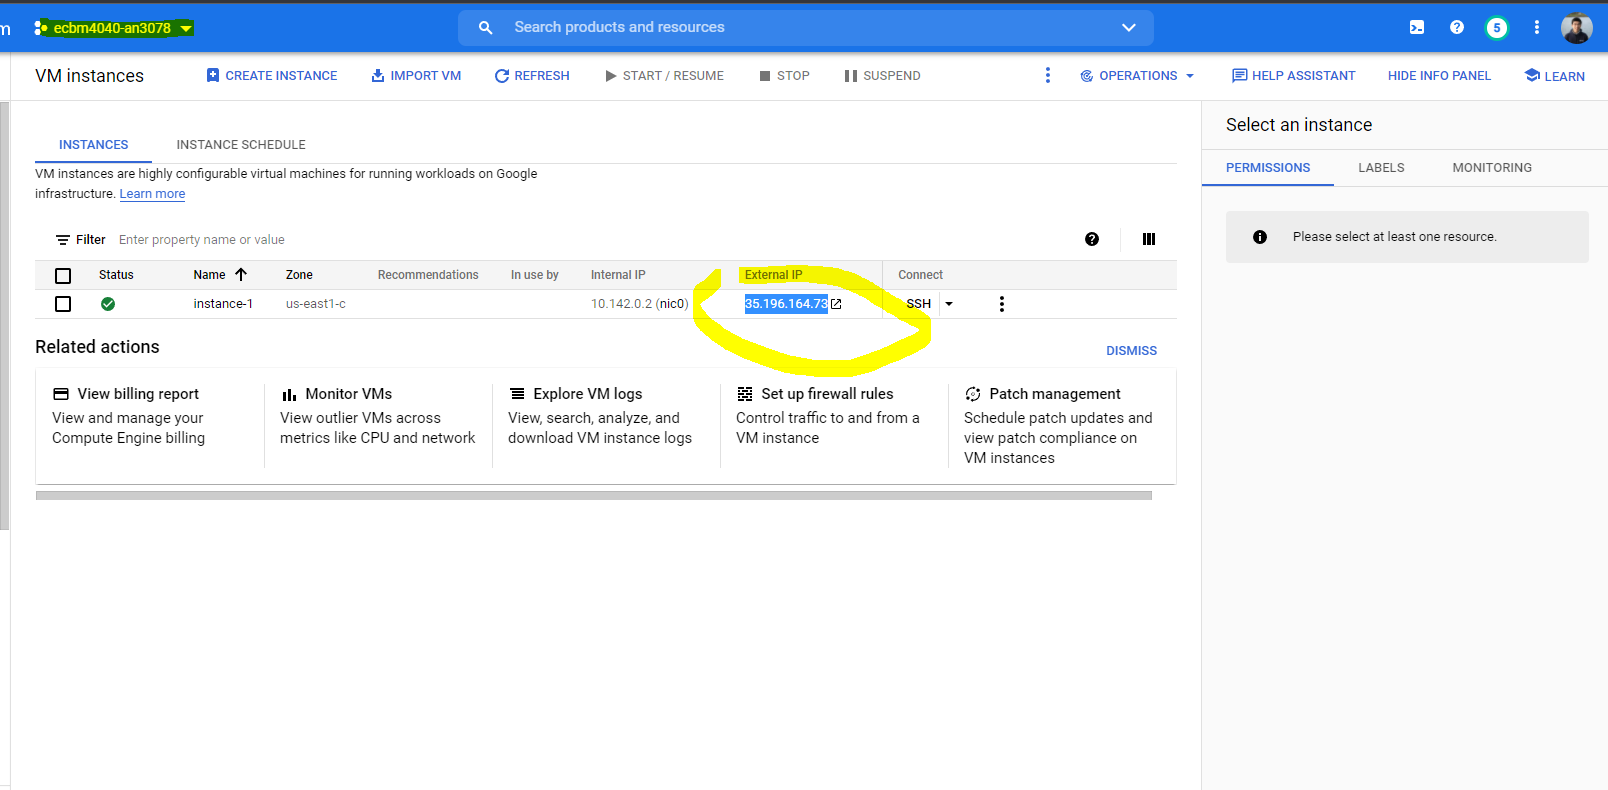 m ecbm4040-an3078 Search products and resources 5
VM instances CREATE INSTANCE IMPORT VM REFRESH START / RESUME STOP SUSPEND OPERATIONS HELP ASSISTANT HIDE INFO PANEL LEARN
INSTANCES INSTANCE SCHEDULE
VM instances are highly configurable virtual machines for running workloads on Google
infrastructure. Learn more
Filter Enter property name or value
Status Name Zone Recommendations In use by Internal IP External IP Connect
instance-1 us-east1-c 10.142.0.2 (nic0) 35.196.164.73 SSH
Related actions DISMISS
View billing report
View and manage your
Compute Engine billing
Monitor VMs
View outlier VMs across
metrics like CPU and network
Explore VM logs
View, search, analyze, and
download VM instance logs
Set up firewall rules
Control traffic to and from a
VM instance
Patch management
Schedule patch updates and
view patch compliance on
VM instances
Select an instance
PERMISSIONS LABELS MONITORING
Please select at least one resource.